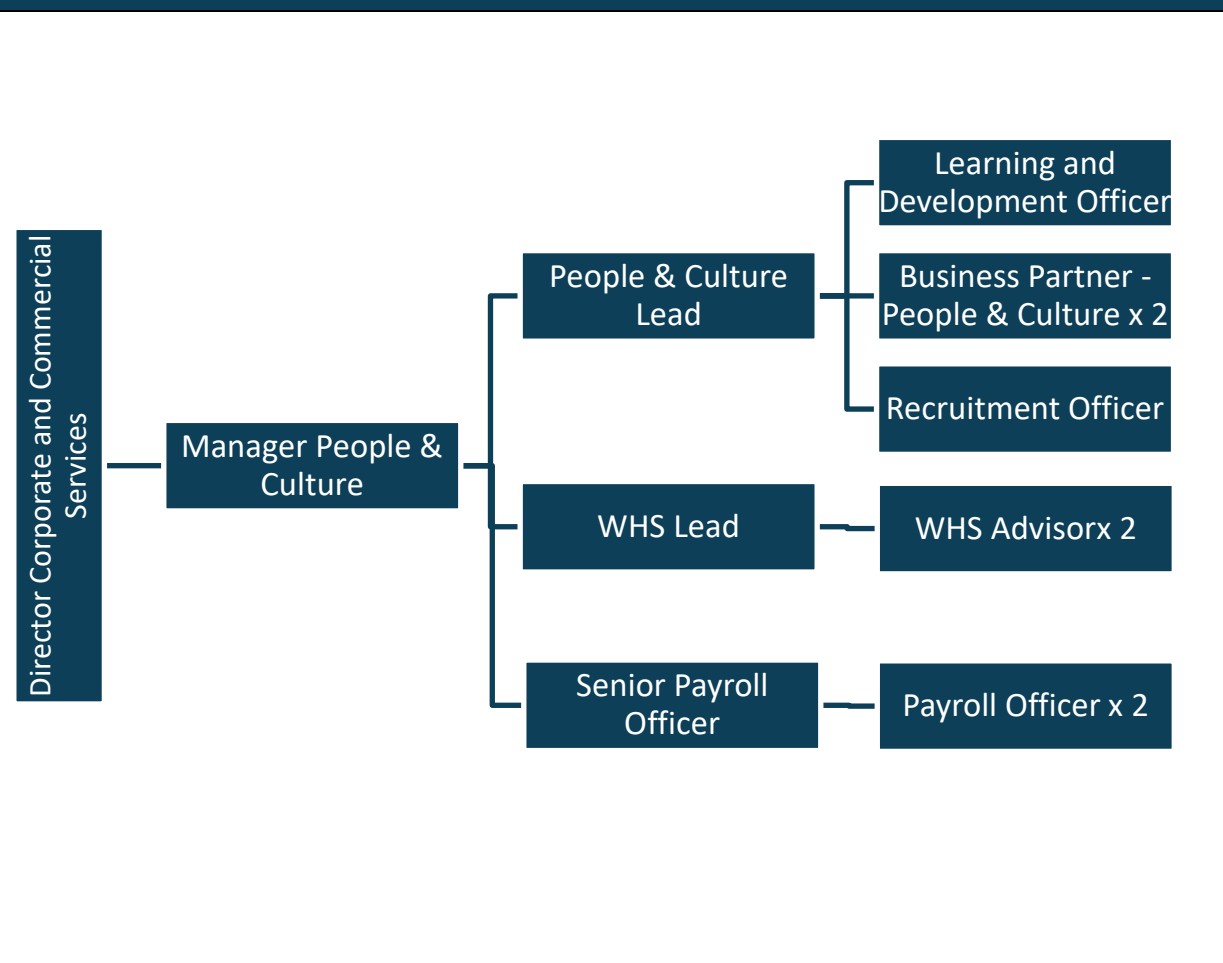 Director Corporate and Commercial
Services
Manager People &
Culture
People & Culture
Lead
Learning and
Development Officer
Business Partner -
People & Culture x 2
Recruitment Officer
WHS Lead
WHS Advisorx 2
Senior Payroll
Officer
Payroll Officer x 2